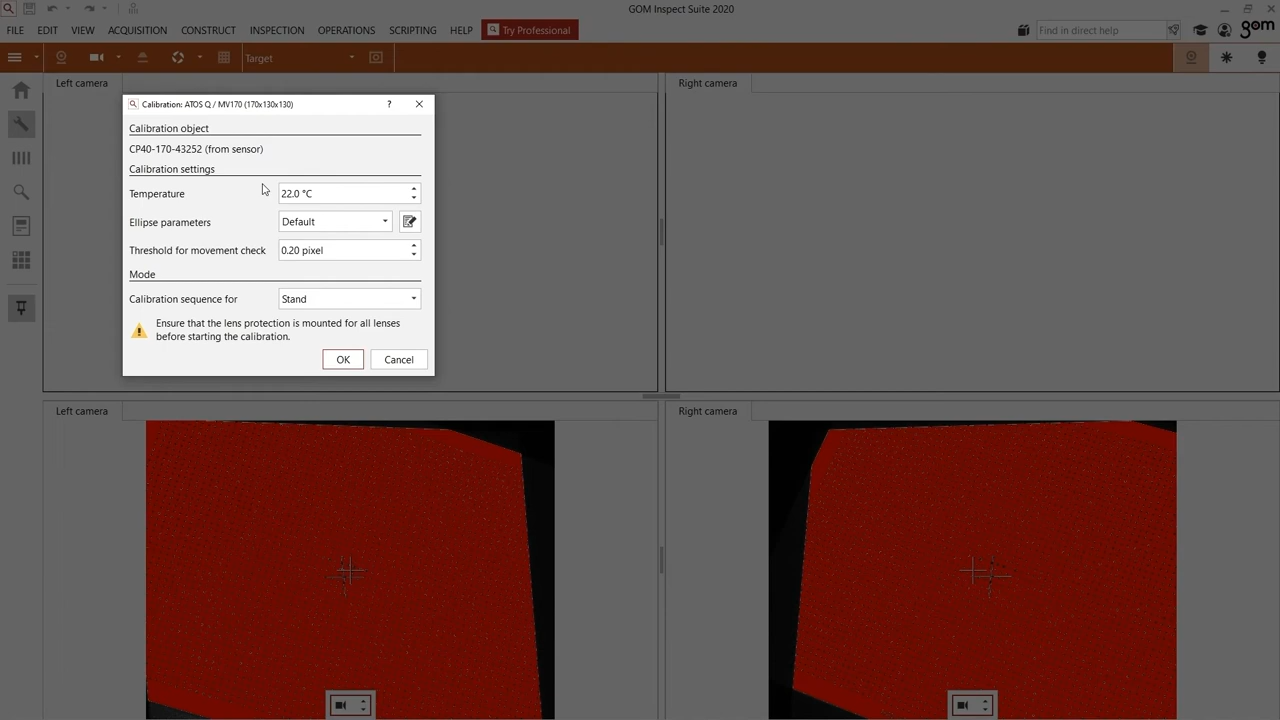 GOM Inspect Suite 2020
FILE EDIT VIEW ACQUISITION CONSTRUCT INSPECTION OPERATIONS SCRIPTING HELP Try Professional Find in direct help gom
Target
Left camera
Right camera
Calibration: ATOS Q / MV170 (170x130x130) ?
Calibration object
CP40-170-43252 (from sensor)
Calibration settings
Temperature 22.0 °C
Ellipse parameters Default
Threshold for movement check 0.20 pixel
Mode
Calibration sequence for Stand
Ensure that the lens protection is mounted for all lenses
before starting the calibration.
OK Cancel
Left camera
Right camera